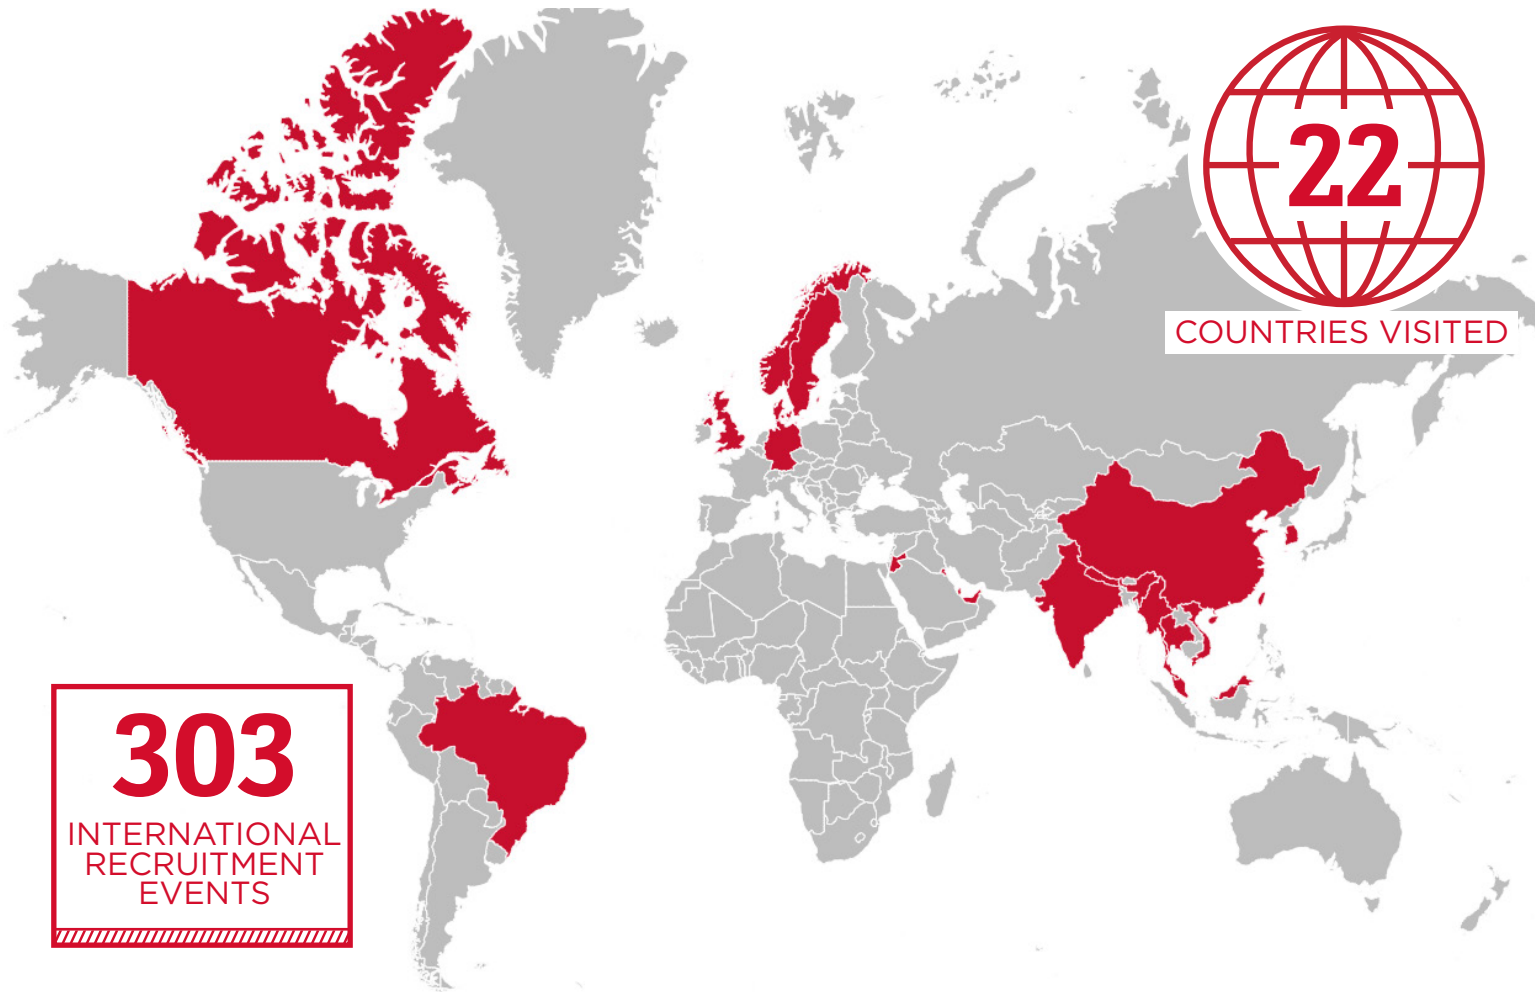 22
COUNTRIES VISITED
303
INTERNATIONAL
RECRUITMENT
EVENTS